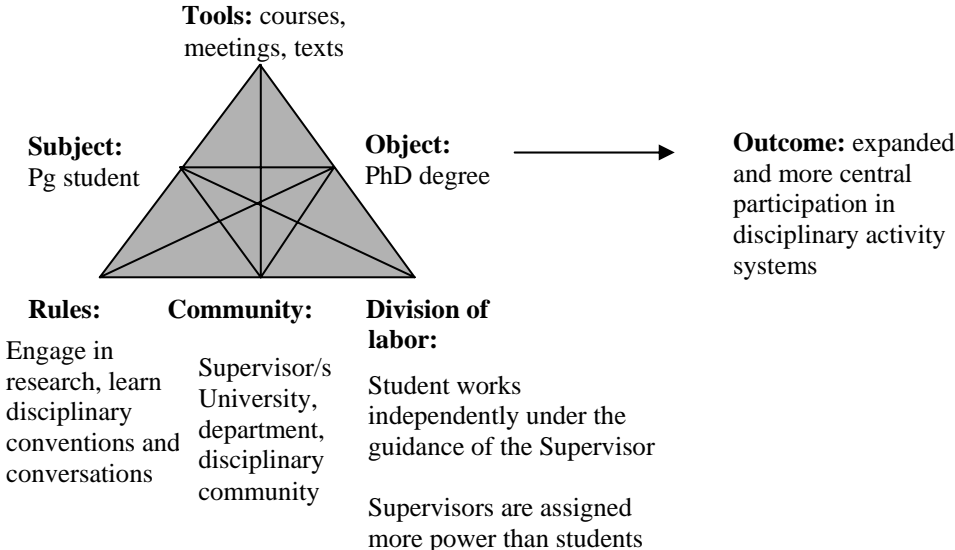 Tools: courses,
meetings, texts
Subject:
Pg student
Object:
PhD degree
Outcome: expanded
and more central
participation in
disciplinary activity
systems
Rules:
Engage in
research, learn
disciplinary
conventions and
conversations
Community:
Supervisor/s
University,
department,
disciplinary
community
Division of
labor:
Student works
independently under the
guidance of the Supervisor
Supervisors are assigned
more power than students